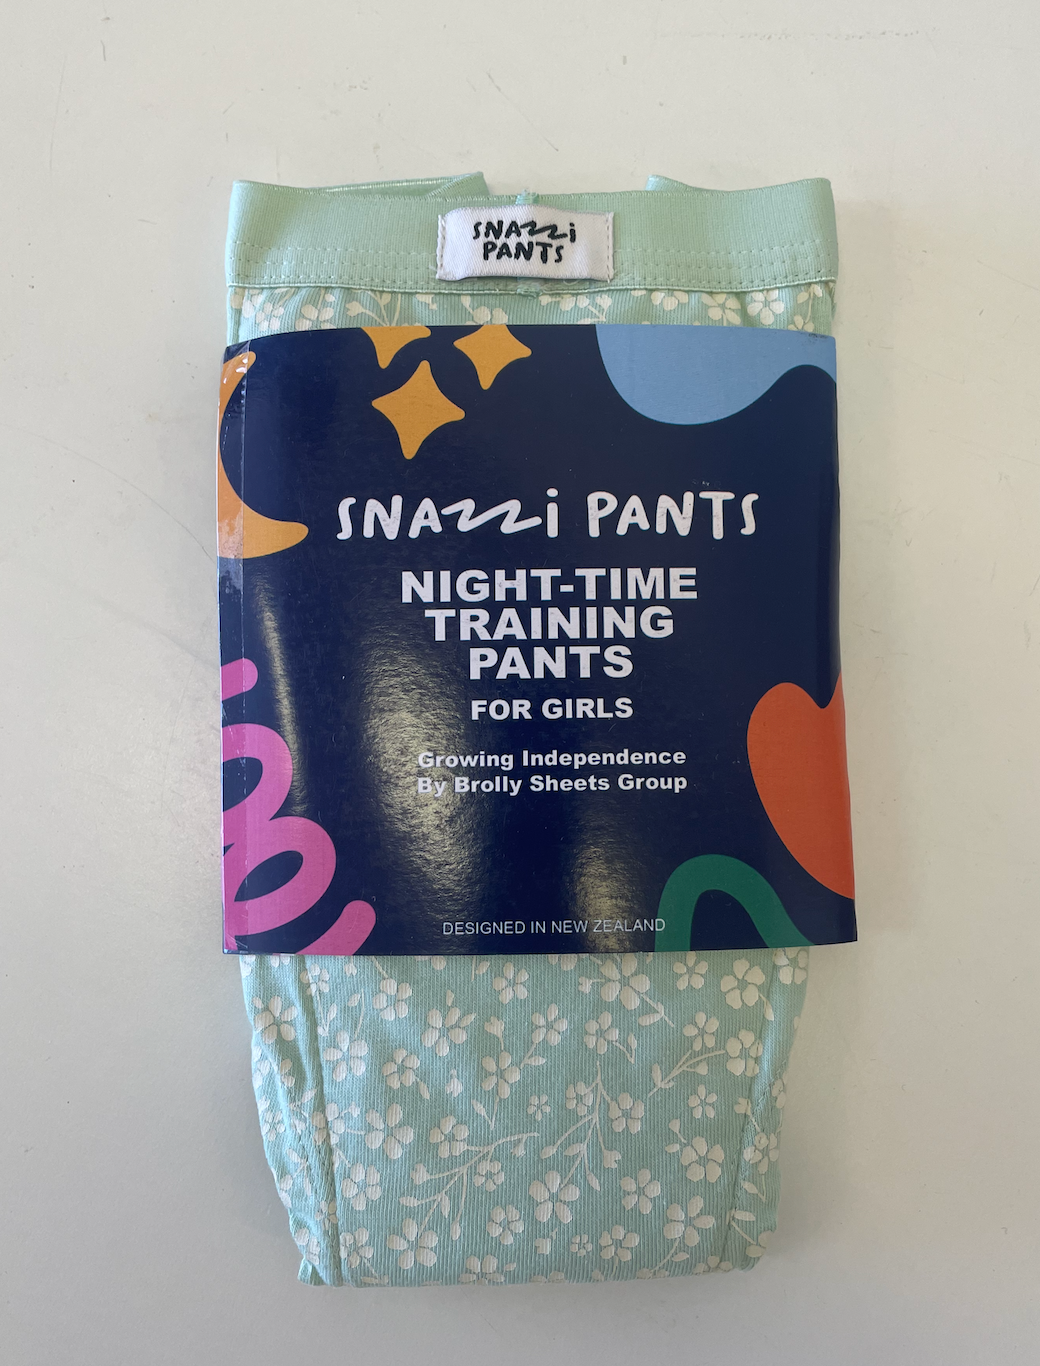 SNAzzi
PANTS
SNAzzi PANTS
NIGHT-TIME
TRAINING
PANTS
FOR GIRLS
Growing Independence
By Brolly Sheets Group
DESIGNED IN NEW ZEALAND